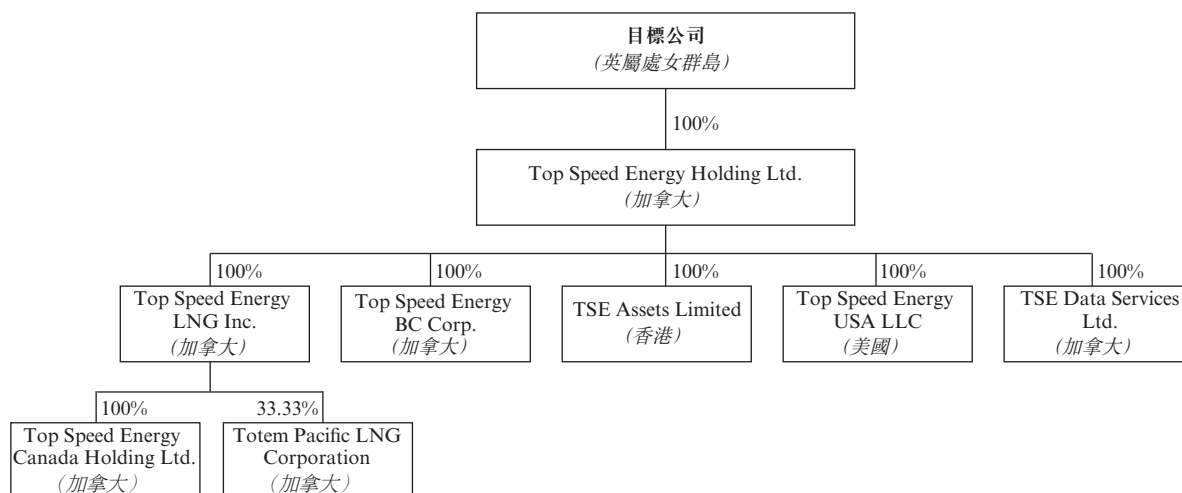 目標公司
（英屬處女群島）
100%
Top Speed Energy Holding Ltd.
（加拿大）
100%
100%
100%
100%
100%
Top Speed Energy
LNG Inc.
（加拿大）
Top Speed Energy
BC Corp.
（加拿大）
TSE Assets Limited
（香港）
Top Speed Energy
USA LLC
（美國）
TSE Data Services
Ltd.
（加拿大）
100%
33.33%
Top Speed Energy
Canada Holding Ltd.
（加拿大）
Totem Pacific LNG
Corporation
（加拿大）